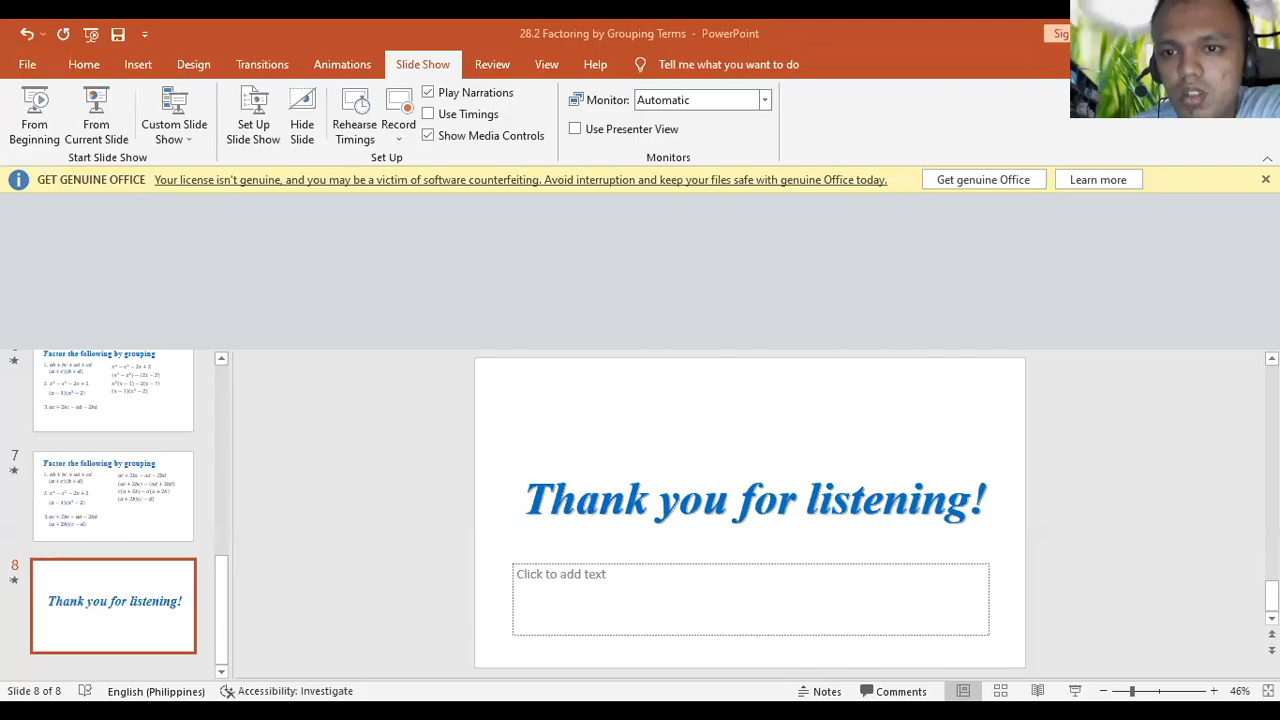 28.2 Factoring by Grouping Terms - PowerPoint
Sig
File Home Insert Design Transitions Animations Slide Show Review View Help Tell me what you want to do
From Beginning
From Current Slide
Custom Slide Show
Start Slide Show
Set Up Slide Show
Hide Slide
Rehearse Timings
Record
Play Narrations
Use Timings
Show Media Controls
Set Up
Monitor: Automatic
Use Presenter View
Monitors
GET GENUINE OFFICE Your license isn't genuine, and you may be a victim of software counterfeiting. Avoid interruption and keep your files safe with genuine Office today. Get genuine Office Learn more
Factor the following by grouping
7
Factor the following by grouping
8
Thank you for listening!
Thank you for listening!
Click to add text
Slide 8 of 8 English (Philippines) Accessibility: Investigate Notes Comments 46%